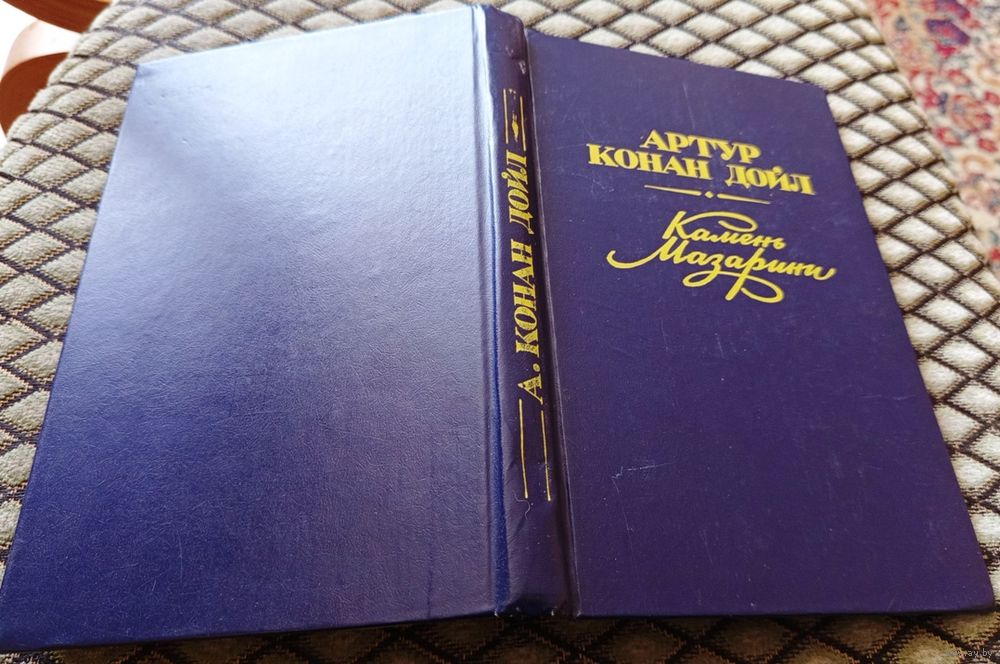 А. КОНАН ДОЙЛ
АРТУР
КОНАН ДОЙЛ
Камень
Мазарини